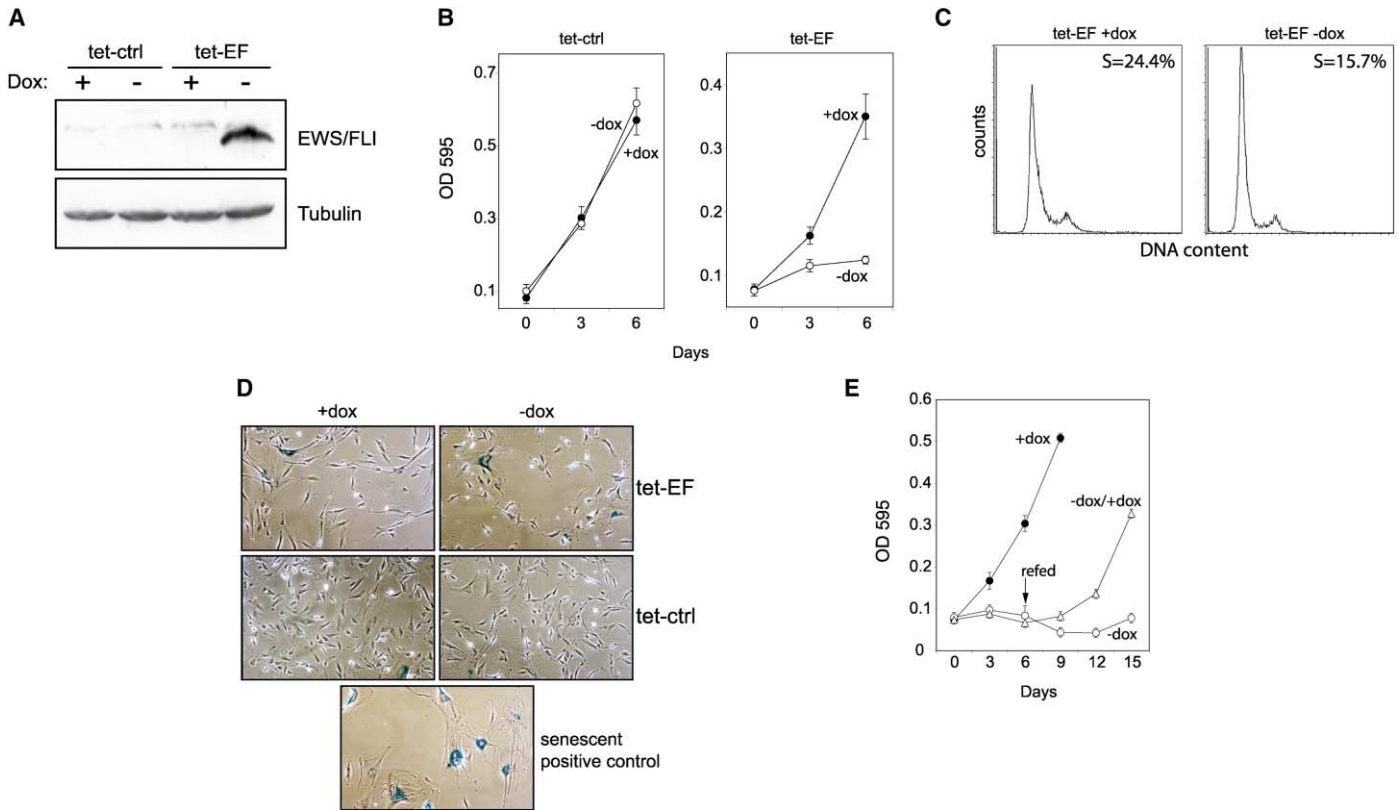 A
tet-ctrl tet-EF
Dox: + - + -
EWS/FLI
Tubulin
B
tet-ctrl
0.7
0.5
0.3
0.1
OD 595
-dox
+dox
0 3 6
tet-EF
0.4
0.3
0.2
0.1
+dox
-dox
0 3 6
Days
C
tet-EF +dox
S=24.4%
tet-EF -dox
S=15.7%
counts
DNA content
D
+dox -dox
tet-EF
tet-ctrl
senescent
positive control
E
0.6
0.5
0.4
0.3
0.2
0.1
0
OD 595
+dox
-dox/+dox
refed
-dox
0 3 6 9 12 15
Days